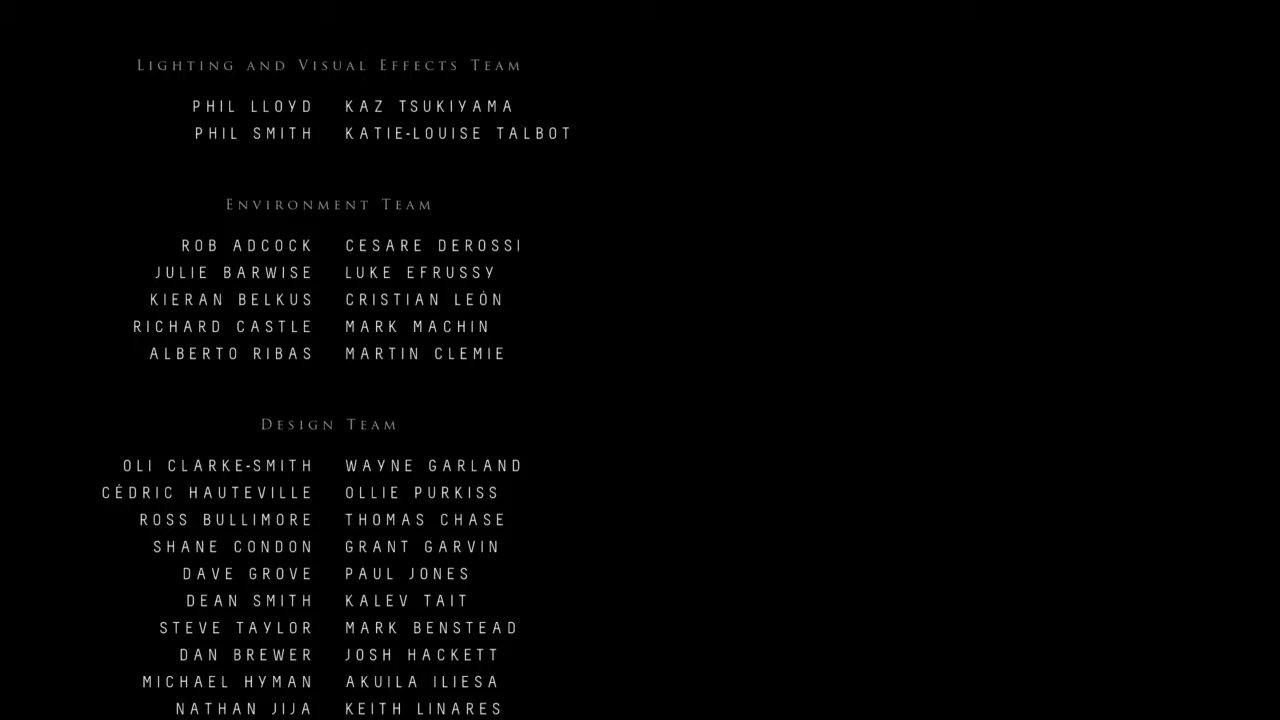 Lighting and Visual Effects Team
PHIL LLOYD KAZ TSUKIYAMA
PHIL SMITH KATIE-LOUISE TALBOT
Environment Team
ROB ADCOCK CESARE DEROSSI
JULIE BARWISE LUKE EFRUSSY
KIERAN BELKUS CRISTIAN LEÓN
RICHARD CASTLE MARK MACHIN
ALBERTO RIBAS MARTIN CLEMIE
Design Team
OLI CLARKE-SMITH WAYNE GARLAND
CÉDRIC HAUTEVILLE OLLIE PURKISS
ROSS BULLIMORE THOMAS CHASE
SHANE CONDON GRANT GARVIN
DAVE GROVE PAUL JONES
DEAN SMITH KALEV TAIT
STEVE TAYLOR MARK BENSTEAD
DAN BREWER JOSH HACKETT
MICHAEL HYMAN AKUILA ILIESA
NATHAN JIJA KEITH LINARES